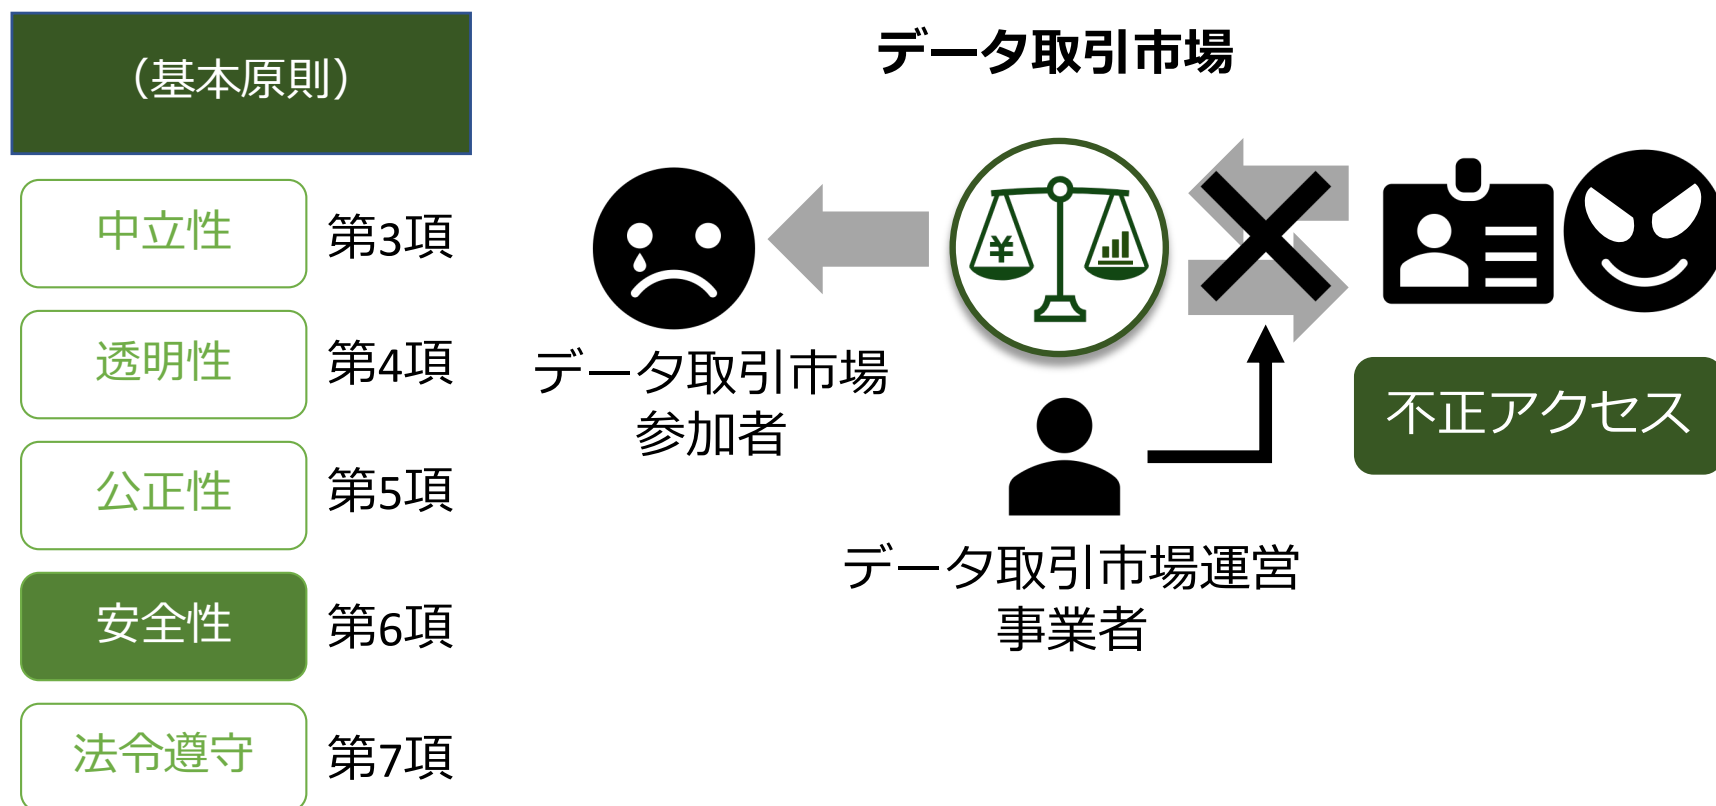 （基本原則）
中立性 第3項
透明性 第4項
公正性 第5項
安全性 第6項
法令遵守 第7項
データ取引市場
¥
データ取引市場
参加者
不正アクセス
データ取引市場運営
事業者